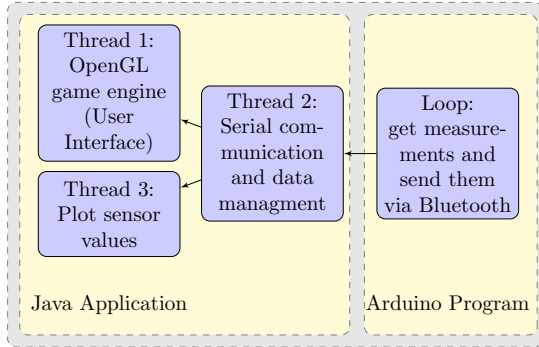 Thread 1:
OpenGL
game engine
(User
Interface)
Thread 2:
Serial com-
munication
and data
managment
Thread 3:
Plot sensor
values
Java Application
Loop:
get measure-
ments and
send them
via Bluetooth
Arduino Program